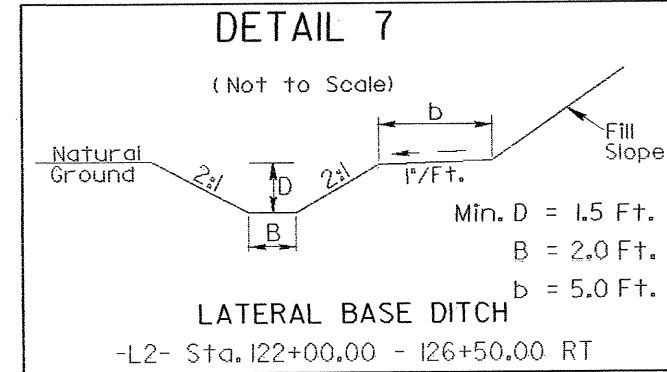 DETAIL 7
(Not to Scale)
b
Natural
Ground
2:1
D
2:1
1"/Ft.
Fill
Slope
B
Min. D = 1.5 Ft.
B = 2.0 Ft.
b = 5.0 Ft.
LATERAL BASE DITCH
-L2- Sta. 122+00.00 - 126+50.00 RT